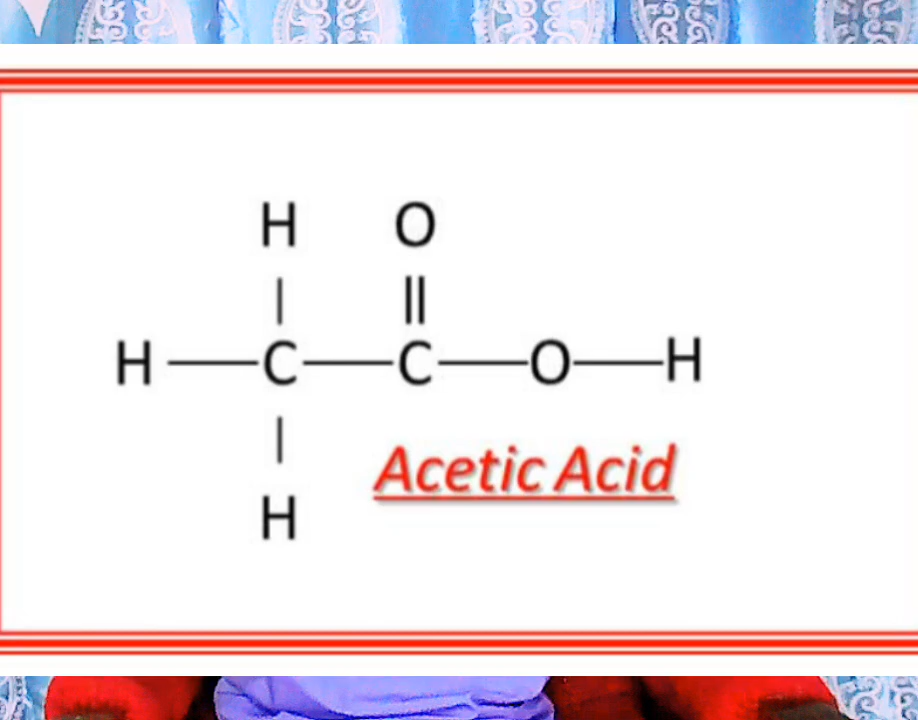 H O
|  ||
H—C—C—O—H
|
H
Acetic Acid